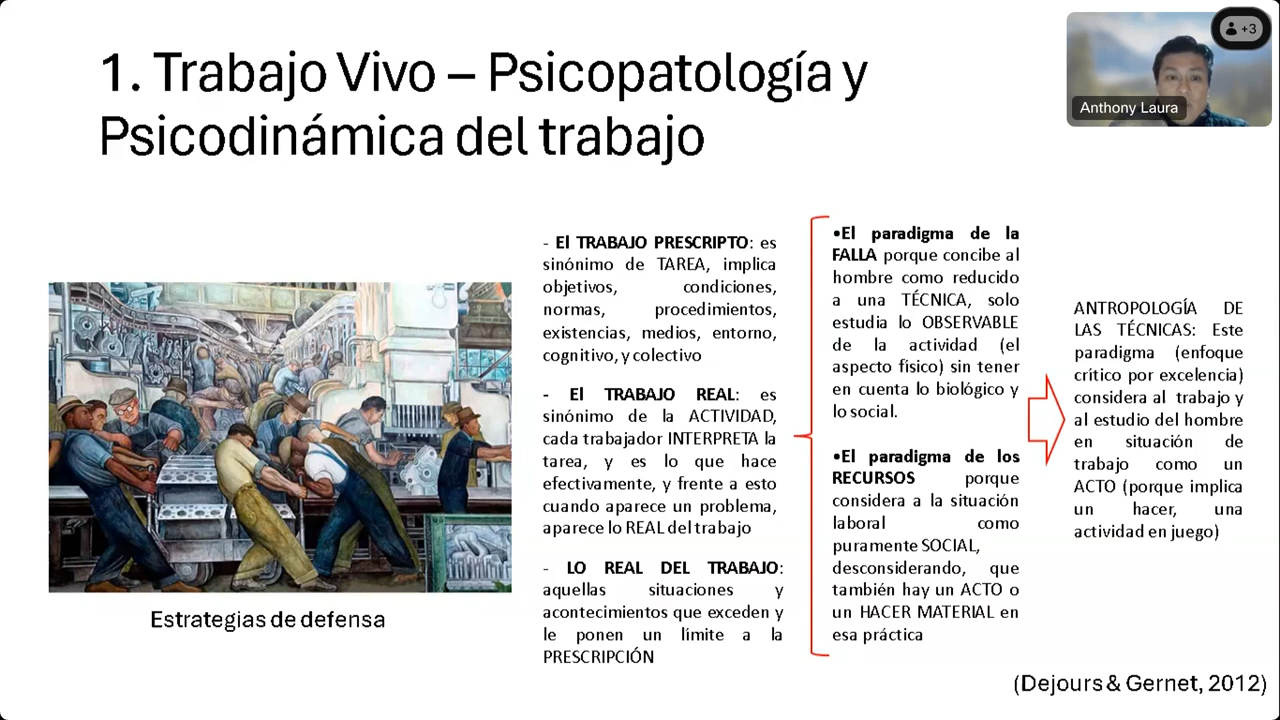 1. Trabajo Vivo – Psicopatología y
Psicodinámica del trabajo
+3
Anthony Laura
- El TRABAJO PRESCRIPTO: es
sinónimo de TAREA, implica
objetivos, condiciones,
normas, procedimientos,
existencias, medios, entorno,
cognitivo, y colectivo
- El TRABAJO REAL: es
sinónimo de la ACTIVIDAD,
cada trabajador INTERPRETA la
tarea, y es lo que hace
efectivamente, y frente a esto
cuando aparece un problema,
aparece lo REAL del trabajo
- LO REAL DEL TRABAJO:
aquellas situaciones y
acontecimientos que exceden y
le ponen un límite a la
PRESCRIPCIÓN
•El paradigma de la
FALLA porque concibe al
hombre como reducido
a una TÉCNICA, solo
estudia lo OBSERVABLE
de la actividad (el
aspecto físico) sin tener
en cuenta lo biológico y
lo social.
•El paradigma de los
RECURSOS porque
considera a la situación
laboral como
puramente SOCIAL,
desconsiderando, que
también hay un ACTO o
un HACER MATERIAL en
esa práctica
ANTROPOLOGÍA DE
LAS TÉCNICAS: Este
paradigma (enfoque
crítico por excelencia)
considera al trabajo y
al estudio del hombre
en situación de
trabajo como un
ACTO (porque implica
un hacer, una
actividad en juego)
Estrategias de defensa
(Dejours & Gernet, 2012)